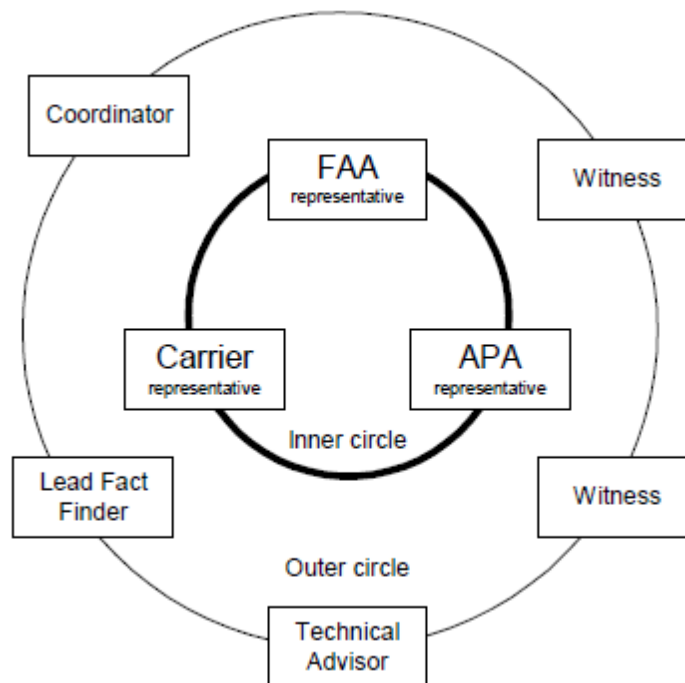 Coordinator
FAA
representative
Witness
Carrier
representative
APA
representative
Inner circle
Lead Fact
Finder
Witness
Outer circle
Technical
Advisor